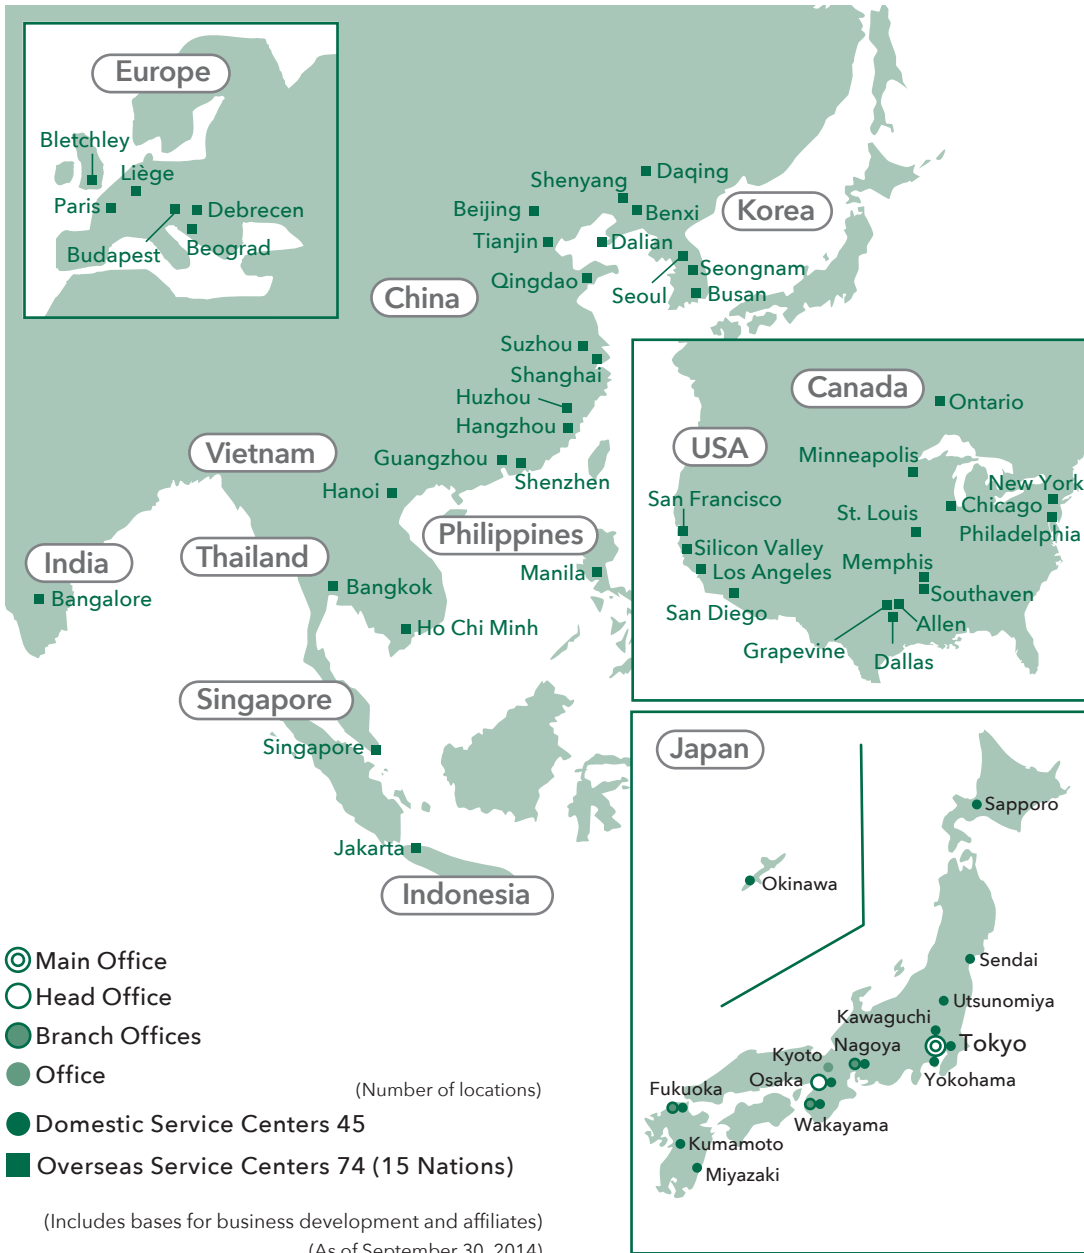 Europe
Bletchley
Liège
Paris
Debrecen
Budapest
Beograd
Daqing
Shenyang
Beijing
Benxi
Korea
Tianjin
Dalian
Qingdao
Seongnam
Seoul
Busan
China
Suzhou
Shanghai
Huzhou
Hangzhou
Vietnam
Guangzhou
Shenzhen
Hanoi
Philippines
Thailand
India
Manila
Bangkok
Bangalore
Ho Chi Minh
Singapore
Singapore
Jakarta
Indonesia
Canada
Ontario
USA
Minneapolis
New York
San Francisco
Chicago
St. Louis
Philadelphia
Silicon Valley
Memphis
Los Angeles
Southaven
San Diego
Allen
Grapevine
Dallas
Japan
Sapporo
Okinawa
Sendai
Utsunomiya
Kawaguchi
Tokyo
Nagoya
Kyoto
Yokohama
Osaka
Fukuoka
Wakayama
Kumamoto
Miyazaki
Main Office
Head Office
Branch Offices
Office
(Number of locations)
Domestic Service Centers 45
Overseas Service Centers 74 (15 Nations)
(Includes bases for business development and affiliates)
(As of September 30, 2014)